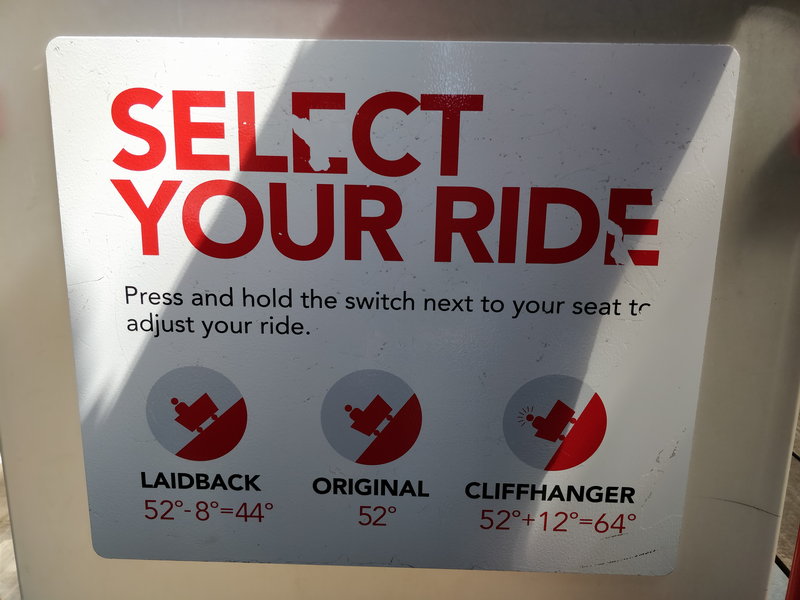 SELECT
YOUR RIDE
Press and hold the switch next to your seat to
adjust your ride.
LAIDBACK
52°-8°=44°
ORIGINAL
52°
CLIFFHANGER
52°+12°=64°